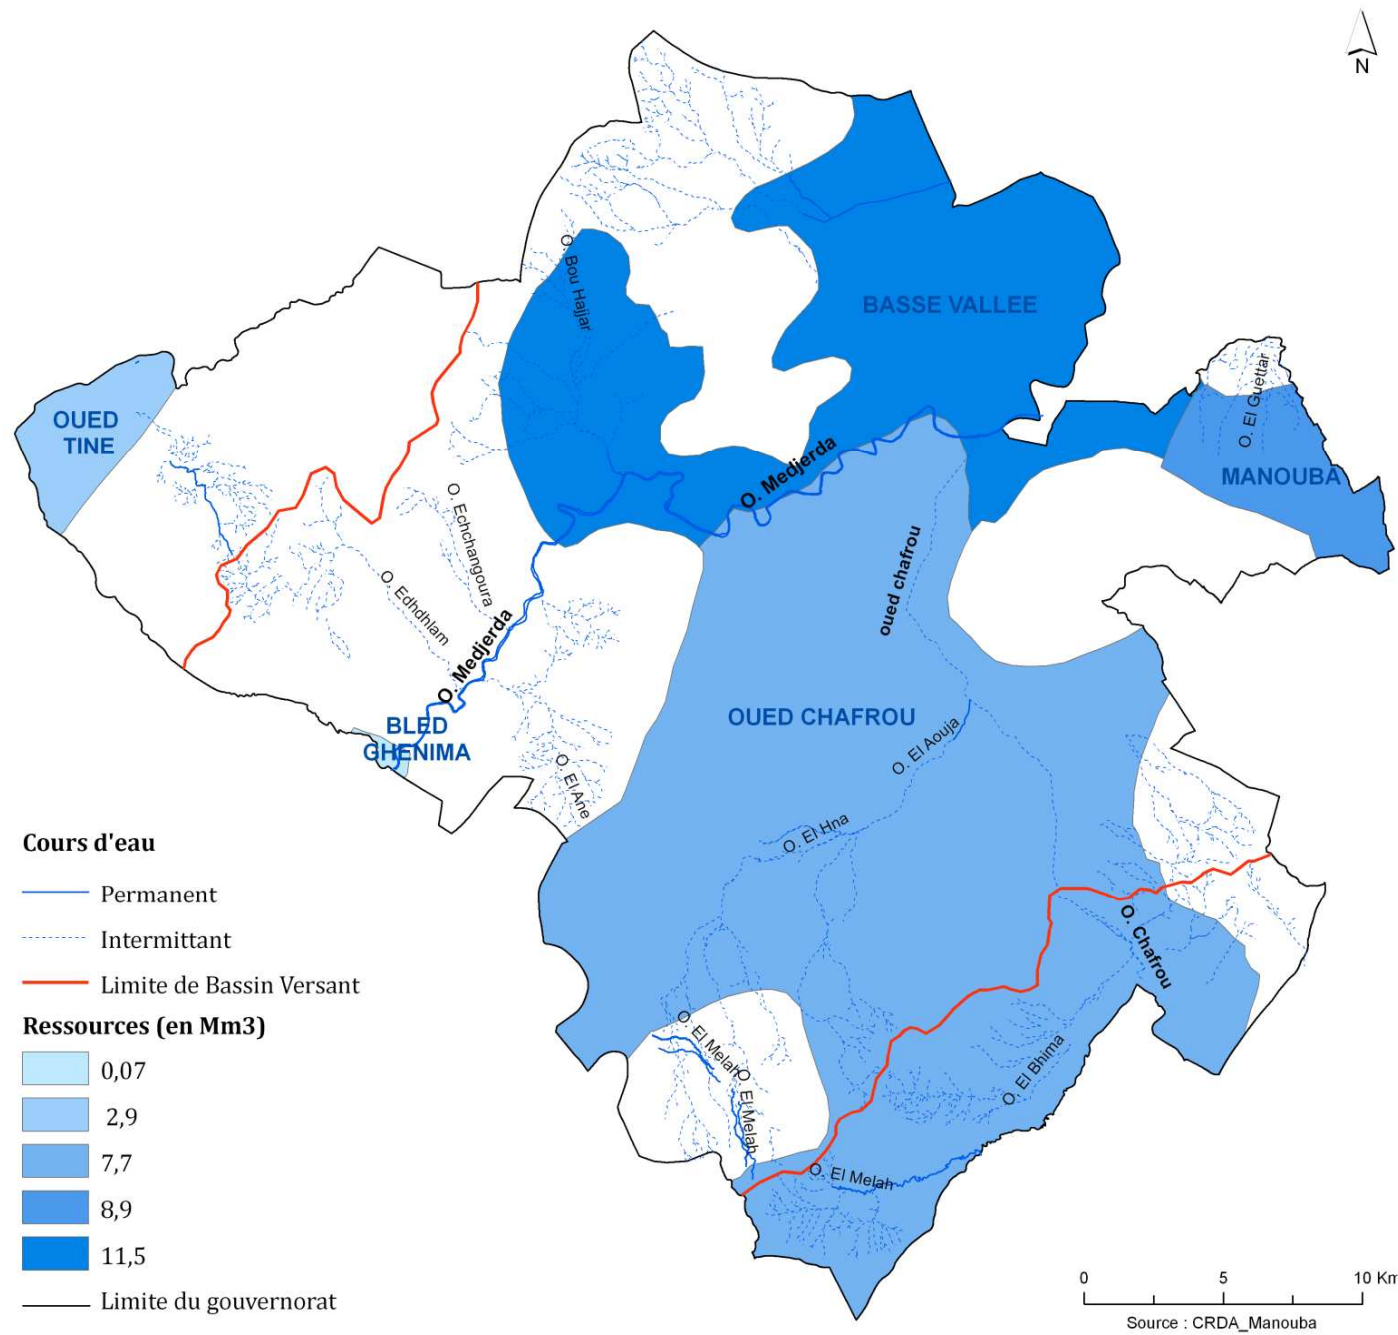 N
O. Bou Hajjar
BASSE VALLEE
O. El Guettar
OUED
TINE
MANOUBA
O. Medjerda
O. Echchangoura
O. Edhdhlam
oued chafrou
O. Medjerda
BLED
GHENIMA
OUED CHAFROU
O. El Aouja
O. El Ane
O. El Hna
O. Chafrou
O. El Melah
O. El Melah
O. El Bhima
O. El Melah
Cours d'eau
Permanent
Intermittant
Limite de Bassin Versant
Ressources (en Mm3)
0,07
2,9
7,7
8,9
11,5
Limite du gouvernorat
0 5 10 Km
Source : CRDA_Manouba